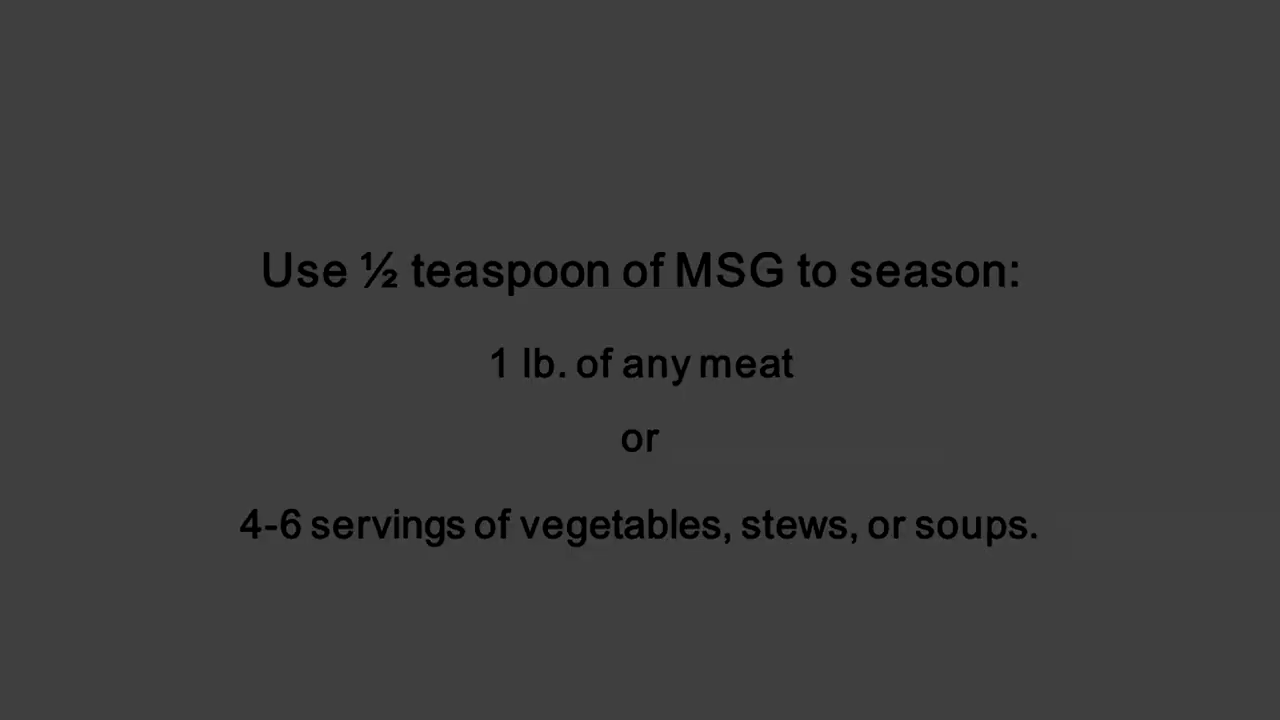 Use ½ teaspoon of MSG to season:
1 lb. of any meat
or
4-6 servings of vegetables, stews, or soups.